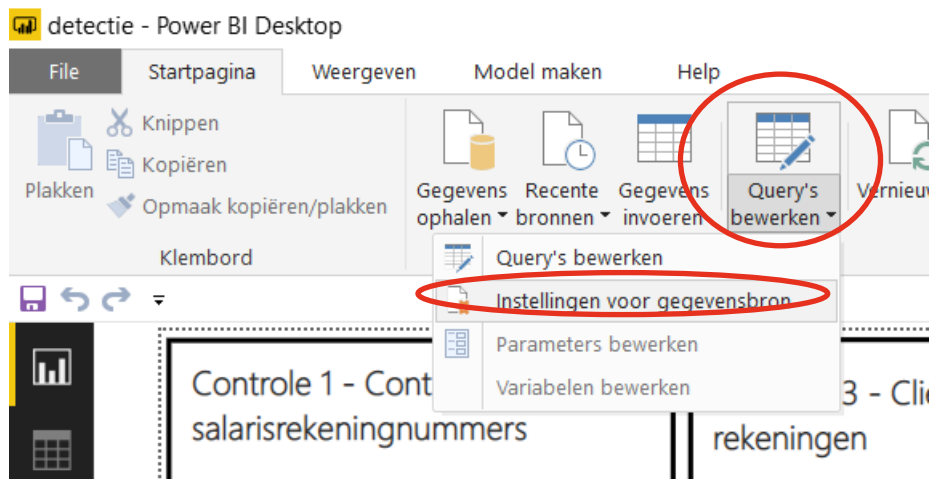 detectie - Power BI Desktop
File Startpagina Weergeven Model maken Help
Knippen
Kopiëren
Opmaak kopiëren/plakken
Plakken
Klembord
Gegevens ophalen
Recente bronnen
Gegevens invoeren
Query's bewerken
Query's bewerken
Instellingen voor gegevensbron
Parameters bewerken
Variabelen bewerken
Controle 1 - Cont
salarisrekeningnummers
3 - Clie
rekeningen